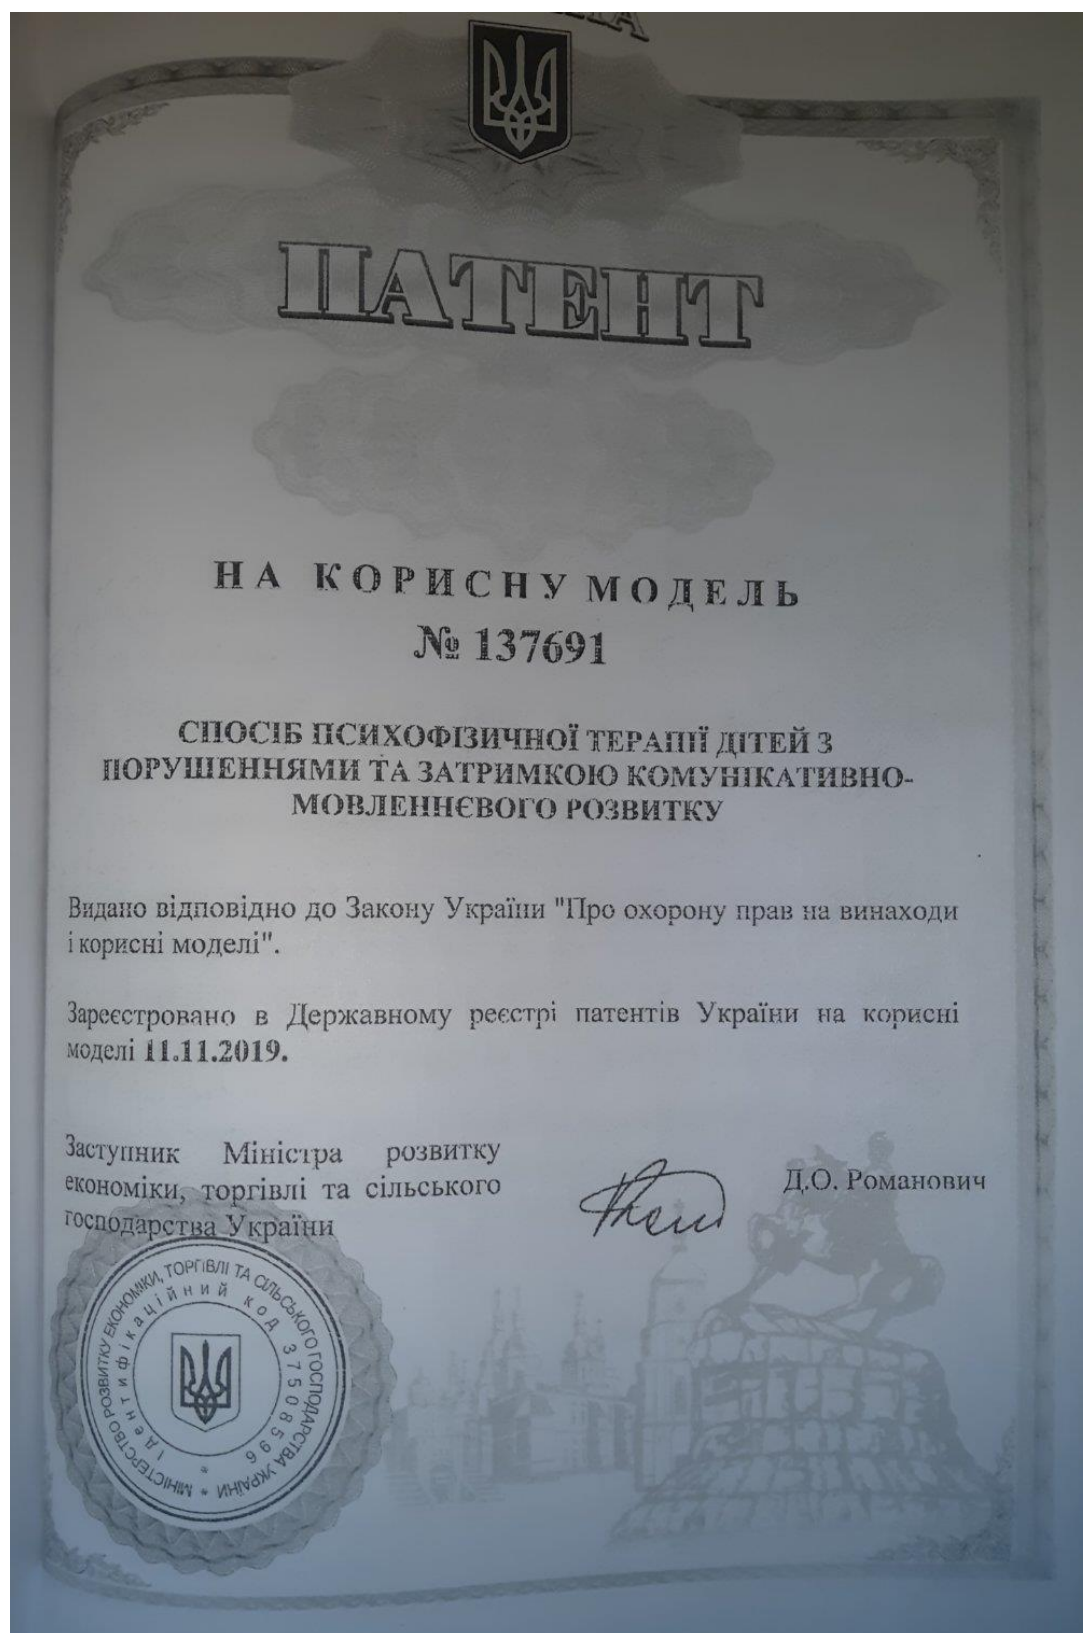 ПАТЕНТ
НА КОРИСНУ МОДЕЛЬ
№ 137691
СПОСІБ ПСИХОФІЗИЧНОЇ ТЕРАПІЇ ДІТЕЙ З
ПОРУШЕННЯМИ ТА ЗАТРИМКОЮ КОМУНІКАТИВНО-
МОВЛЕННЄВОГО РОЗВИТКУ
Видано відповідно до Закону України "Про охорону прав на винаходи
і корисні моделі".
Зареєстровано в Державному реєстрі патентів України на корисні
моделі 11.11.2019.
Заступник Міністра розвитку
економіки, торгівлі та сільського
господарства України
Д.О. Романович
МІНІСТЕРСТВО РОЗВИТКУ ЕКОНОМІКИ, ТОРГІВЛІ ТА СІЛЬСЬКОГО ГОСПОДАРСТВА УКРАЇНИ *
Ідентифікаційний код 37508596 *